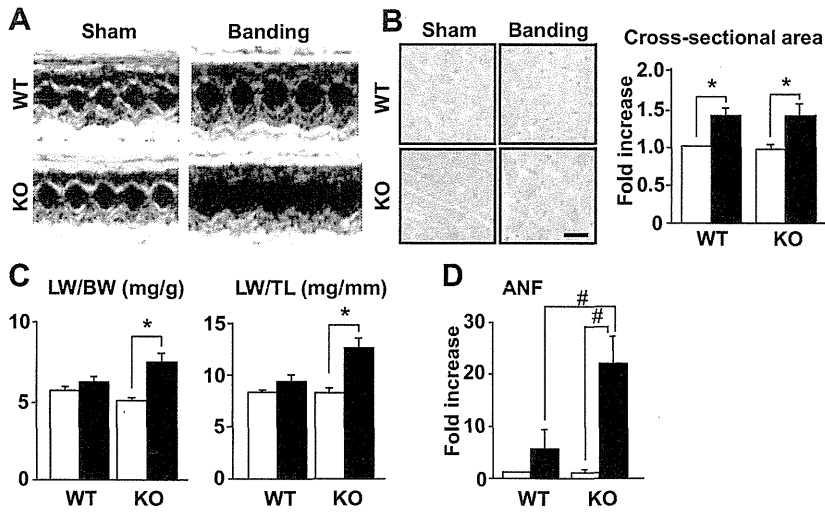 A
Sham Banding
WT
KO
B
Sham Banding
WT
KO
Cross-sectional area
Fold increase
2.0
1.5
1.0
0.5
0
* *
WT KO
C
LW/BW (mg/g)
10
5
0
*
WT KO
LW/TL (mg/mm)
15
10
5
0
*
WT KO
D
ANF
Fold increase
30
20
10
0
#
#
WT KO